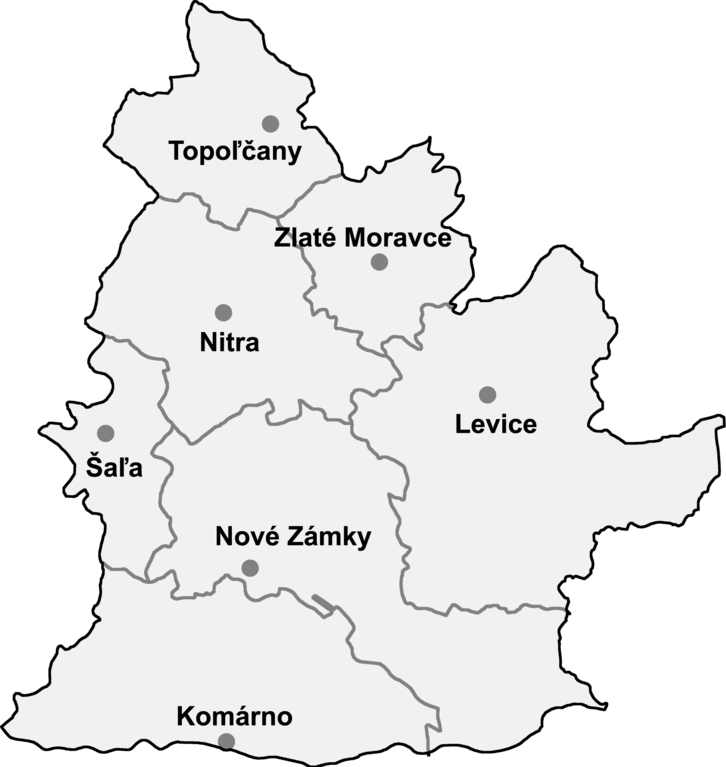 Topoľčany
Zlaté Moravce
Nitra
Levice
Šaľa
Nové Zámky
Komárno